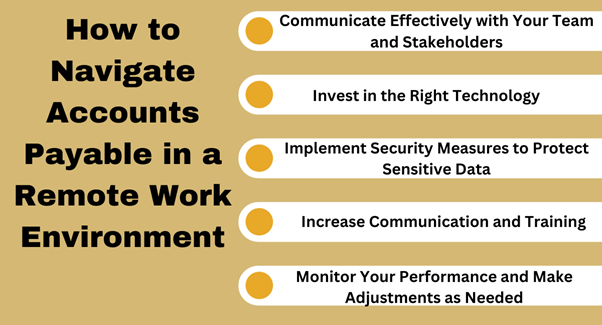 How to
Navigate
Accounts
Payable in a
Remote Work
Environment
Communicate Effectively with Your Team
and Stakeholders
Invest in the Right Technology
Implement Security Measures to Protect
Sensitive Data
Increase Communication and Training
Monitor Your Performance and Make
Adjustments as Needed